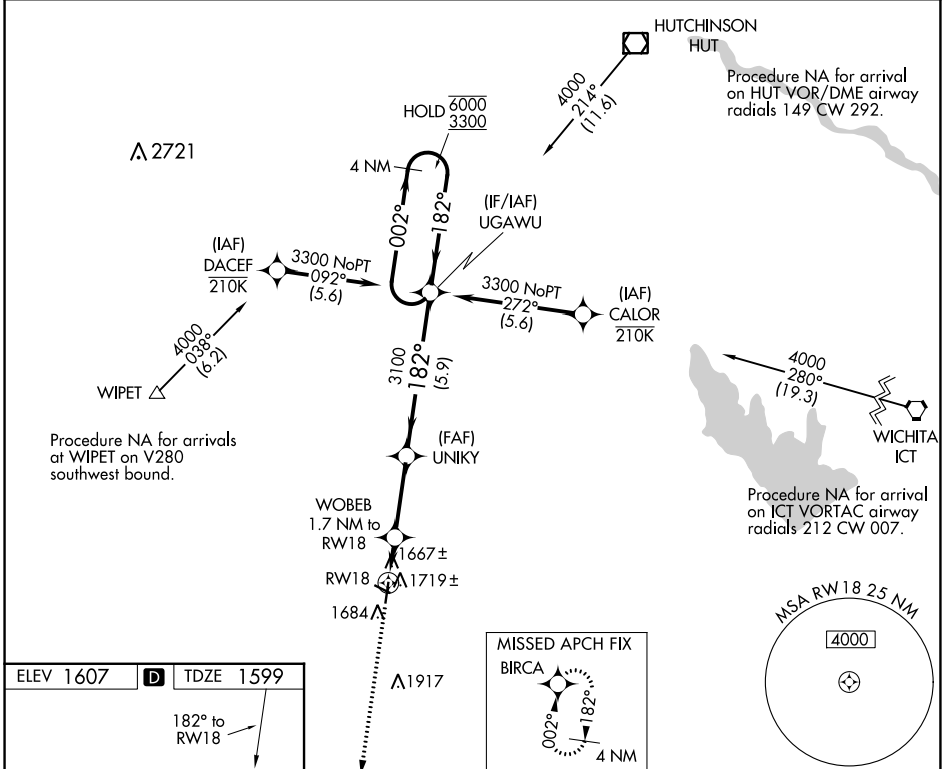 HUTCHINSON
HUT
Procedure NA for arrival
on HUT VOR/DME airway
radials 149 CW 292.
4000
214°
(11.6)
HOLD 6000
3300
2721
4 NM
002°
182°
(IF/IAF)
UGAWU
(IAF)
DACEF
210K
3300 NoPT
092°
(5.6)
3300 NoPT
272°
(5.6)
(IAF)
CALOR
210K
4000
038°
(6.2)
WIPET
3100
182°
(5.9)
4000
280°
(19.3)
WICHITA
ICT
Procedure NA for arrivals
at WIPET on V280
southwest bound.
(FAF)
UNIKY
Procedure NA for arrival
on ICT VORTAC airway
radials 212 CW 007.
WOBEB
1.7 NM to
RW18
1667±
RW18
1719±
1684
MSA RW18 25 NM
4000
MISSED APCH FIX
BIRCA
002°
182°
4 NM
1917
ELEV 1607 D TDZE 1599
182° to
RW18